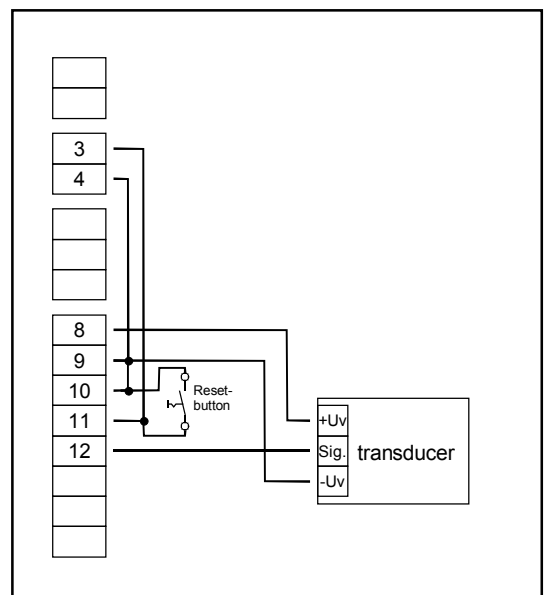 3
4
8
9
10
11
12
Reset-
button
+Uv
Sig.
-Uv
transducer